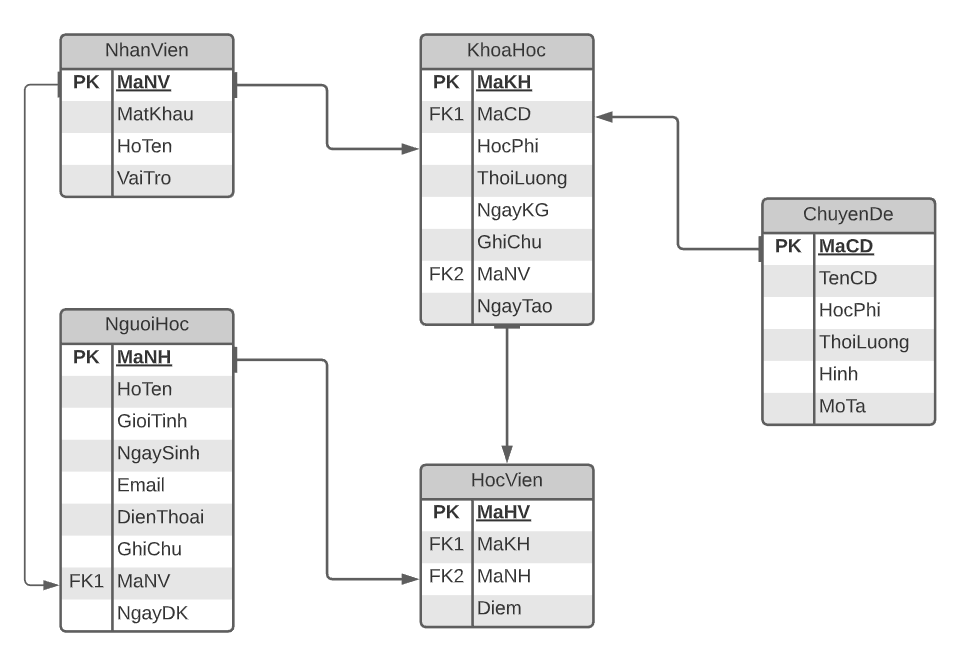 NhanVien
PK MaNV
MatKhau
HoTen
VaiTro
KhoaHoc
PK MaKH
FK1 MaCD
HocPhi
ThoiLuong
NgayKG
GhiChu
FK2 MaNV
NgayTao
ChuyenDe
PK MaCD
TenCD
HocPhi
ThoiLuong
Hinh
MoTa
NguoiHoc
PK MaNH
HoTen
GioiTinh
NgaySinh
Email
DienThoai
GhiChu
FK1 MaNV
NgayDK
HocVien
PK MaHV
FK1 MaKH
FK2 MaNH
Diem